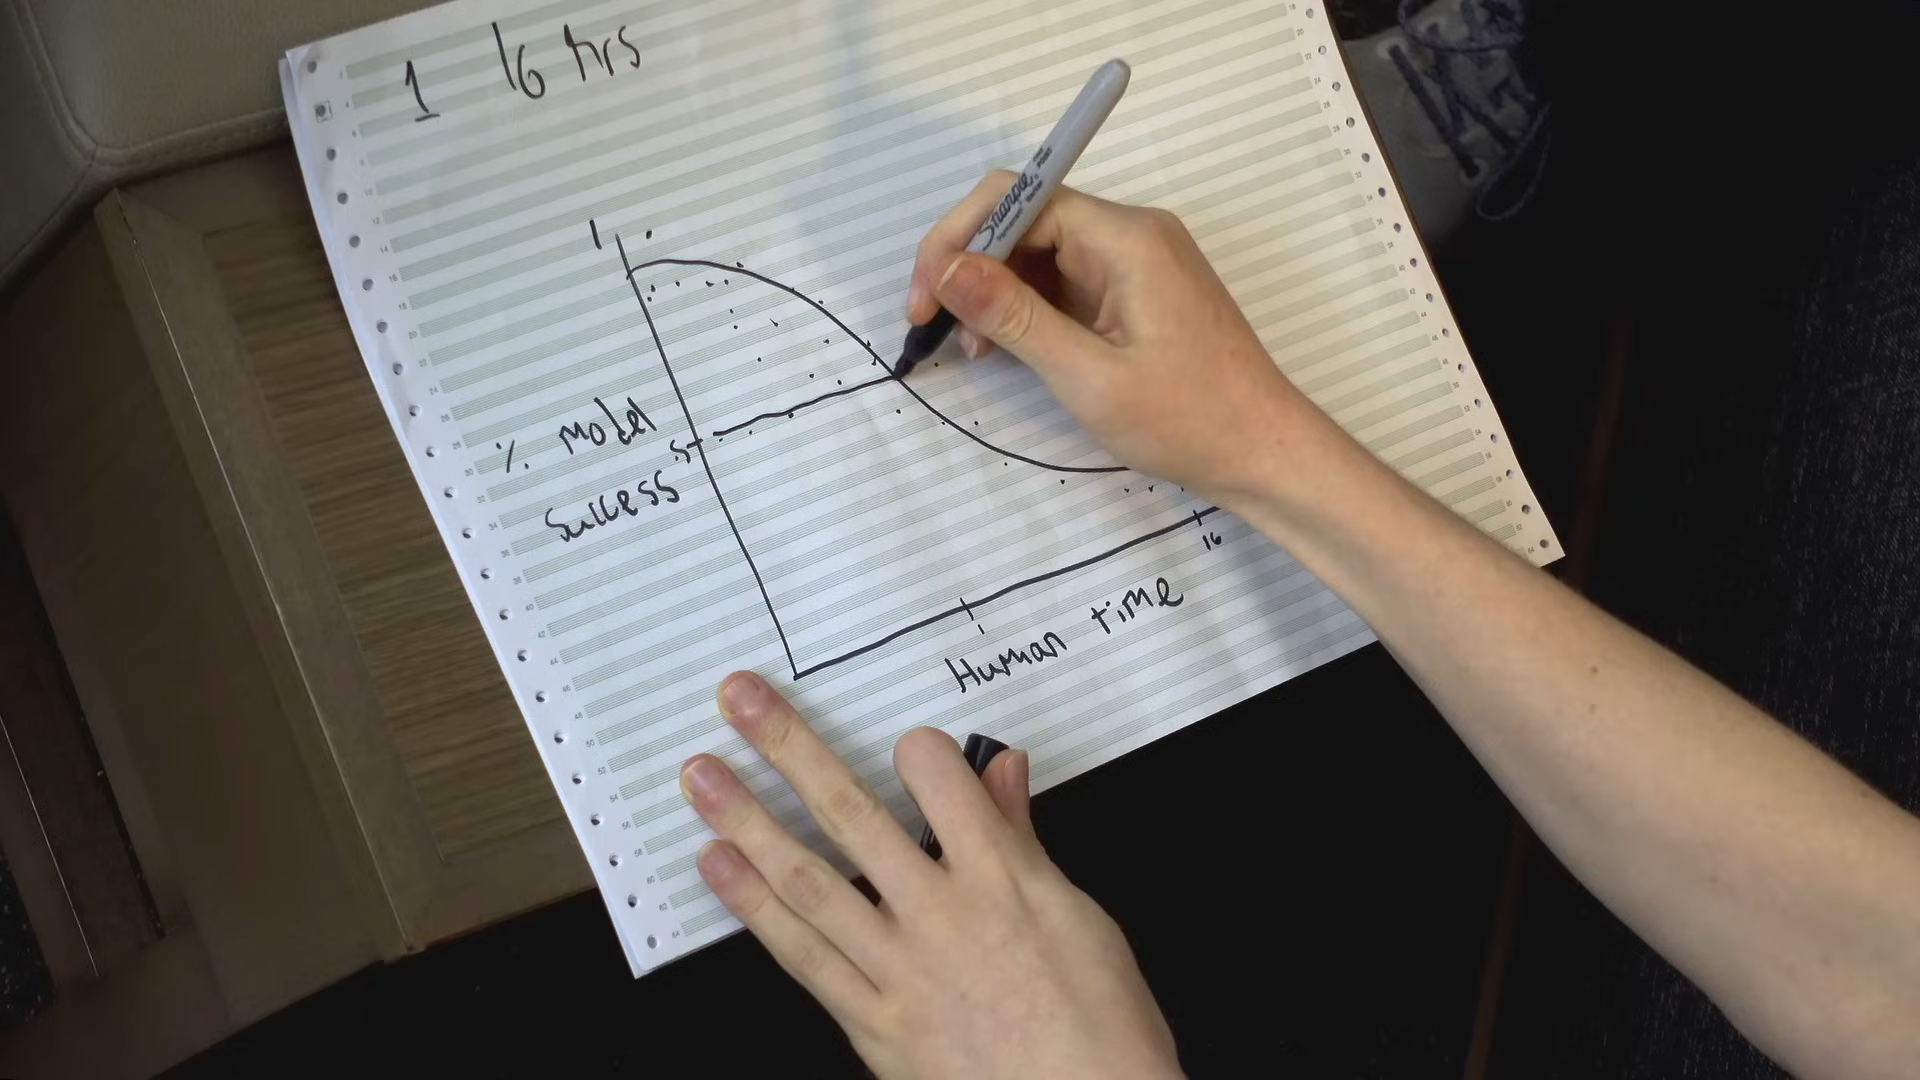 1 16 hrs
1
% Model
Success
.5
1
16
Human time
Sharpie